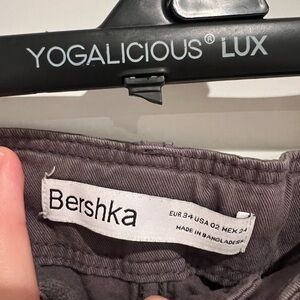 YOGALICIOUS® LUX
Bershka
EUR 34 USA 02 MEX 24
MADE IN BANGLADESH